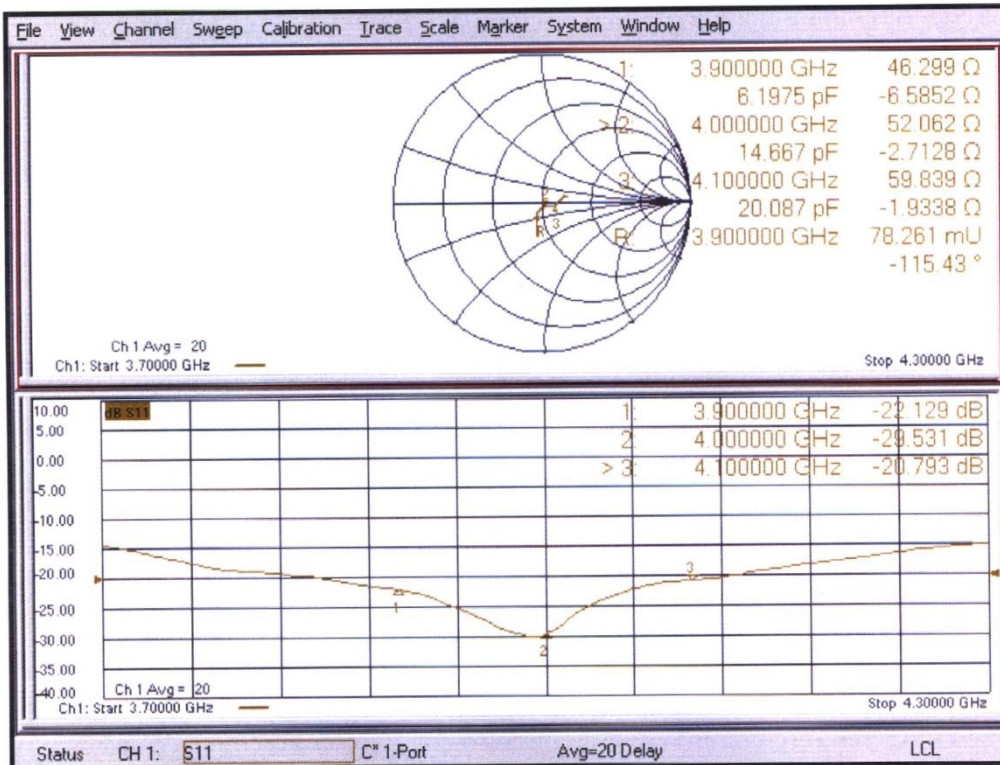 File View Channel Sweep Calibration Trace Scale Marker System Window Help
1: 3.900000 GHz 46.299 Ω
6.1975 pF -6.5852 Ω
> 2: 4.000000 GHz 52.062 Ω
14.667 pF -2.7128 Ω
3: 4.100000 GHz 59.839 Ω
20.087 pF -1.9338 Ω
R: 3.900000 GHz 78.261 mU
-115.43 °
R 3
Ch 1 Avg = 20
Ch1: Start 3.70000 GHz
Stop 4.30000 GHz
dB S11
1: 3.900000 GHz -22.129 dB
2: 4.000000 GHz -29.531 dB
> 3: 4.100000 GHz -20.793 dB
10.00
5.00
0.00
-5.00
-10.00
-15.00
-20.00
-25.00
-30.00
-35.00
-40.00
1
2
3
Ch 1 Avg = 20
Ch1: Start 3.70000 GHz
Stop 4.30000 GHz
Status CH 1: S11 C* 1-Port Avg=20 Delay LCL